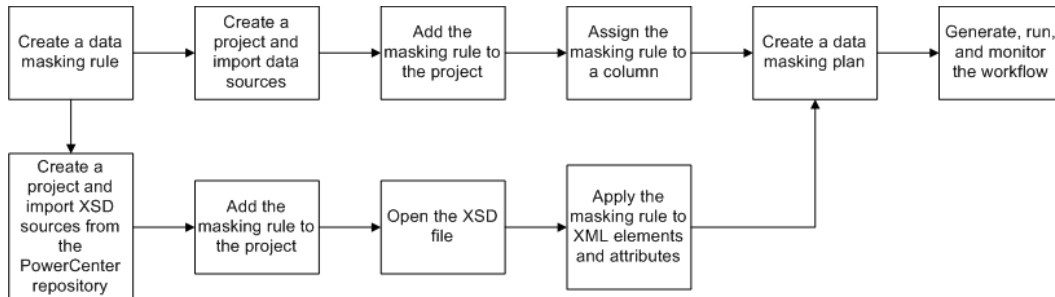 Create a data
masking rule
Create a
project and
import data
sources
Add the
masking rule to
the project
Assign the
masking rule to
a column
Create a data
masking plan
Generate, run,
and monitor
the workflow
Create a
project and
import XSD
sources from
the
PowerCenter
repository
Add the
masking rule to
the project
Open the XSD
file
Apply the
masking rule to
XML elements
and attributes